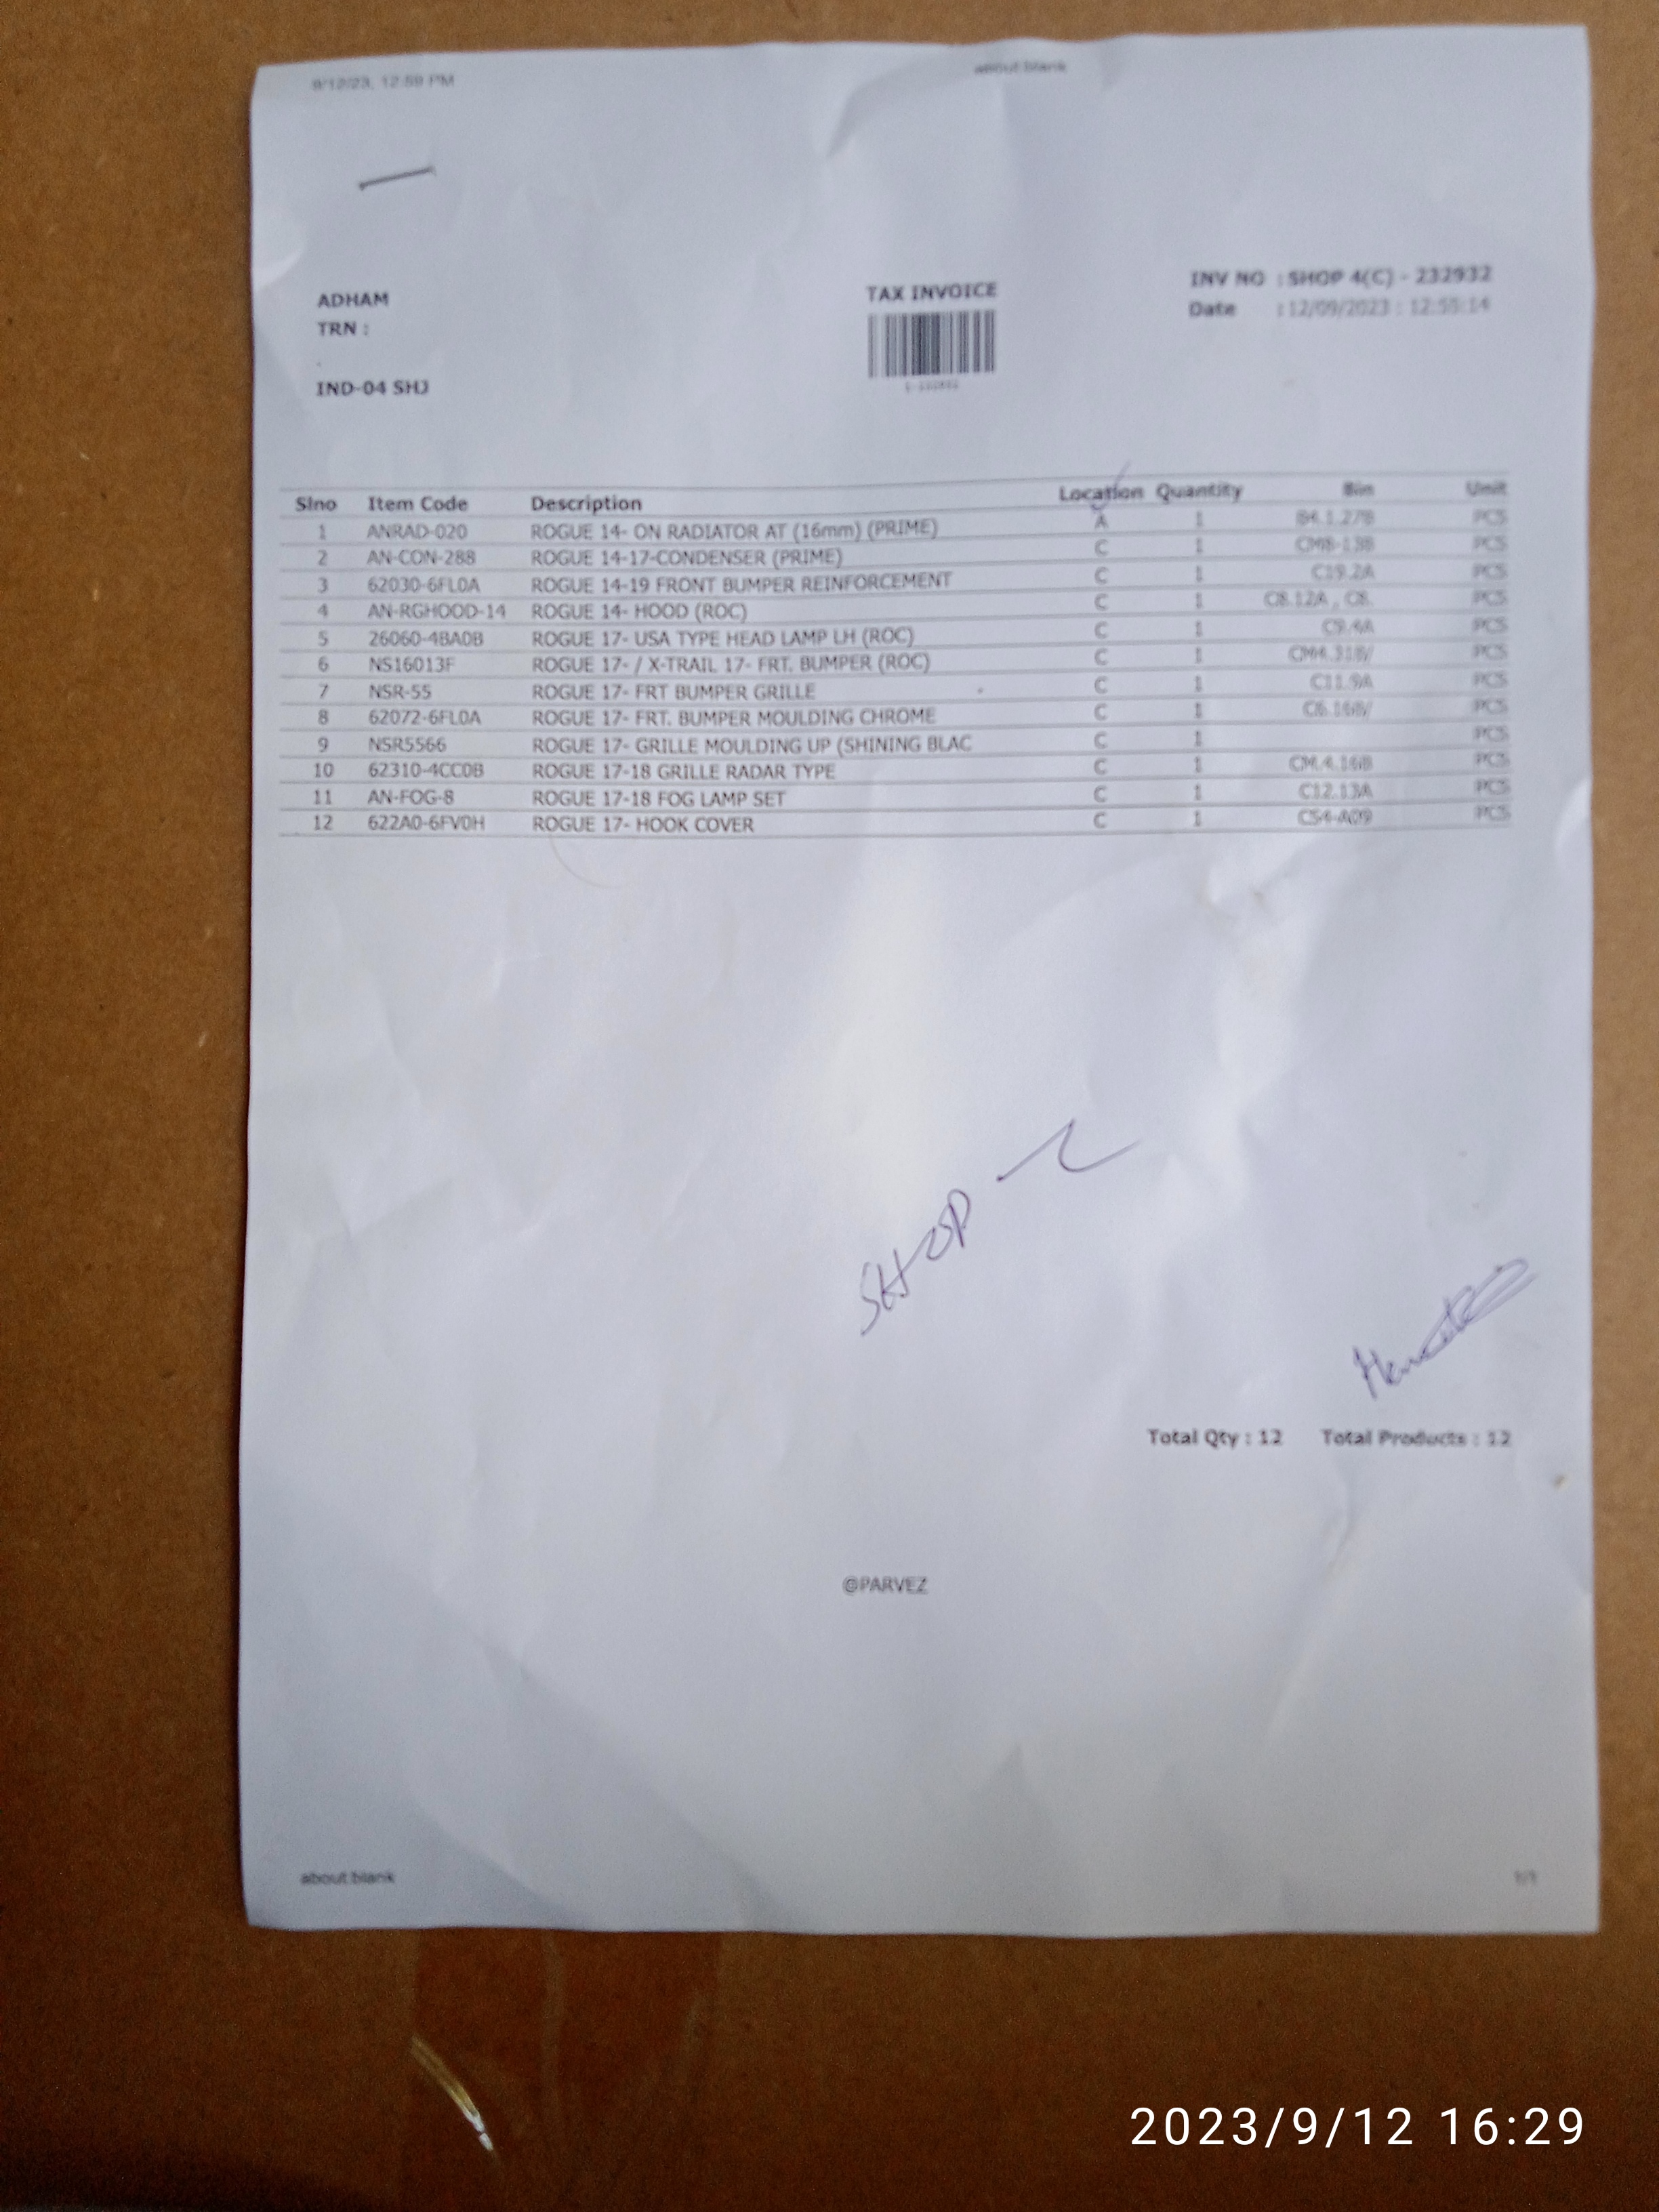 9/12/23, 12:59 PM about:blank
ADHAM
TRN :
.
IND-04 SHJ
TAX INVOICE
INV NO : SHOP 4(C) - 232932
Date : 12/09/2023 : 12:55:14
Slno Item Code Description Location Quantity Bin Unit
1 ANRAD-020 ROGUE 14- ON RADIATOR AT (16mm) (PRIME) A 1 B4.1.27B PCS
2 AN-CON-288 ROGUE 14-17-CONDENSER (PRIME) C 1 CM8-13B PCS
3 62030-6FL0A ROGUE 14-19 FRONT BUMPER REINFORCEMENT C 1 C19.2A PCS
4 AN-RGHOOD-14 ROGUE 14- HOOD (ROC) C 1 C8.12A , C8. PCS
5 26060-4BA0B ROGUE 17- USA TYPE HEAD LAMP LH (ROC) C 1 C9.4A PCS
6 NS16013F ROGUE 17- / X-TRAIL 17- FRT. BUMPER (ROC) C 1 PCS
7 NSR-55 ROGUE 17- FRT BUMPER GRILLE C 1 C11.9A PCS
8 62072-6FL0A ROGUE 17- FRT. BUMPER MOULDING CHROME C 1 PCS
9 NSR5566 ROGUE 17- GRILLE MOULDING UP (SHINING BLAC C 1 PCS
10 62310-4CC0B ROGUE 17-18 GRILLE RADAR TYPE C 1 CM.4.16B PCS
11 AN-FOG-8 ROGUE 17-18 FOG LAMP SET C 1 C12.13A PCS
12 622A0-6FV0H ROGUE 17- HOOK COVER C 1 CS4-A09 PCS
SHOP -
Total Qty : 12 Total Products : 12
@PARVEZ
about:blank 1/1
2023/9/12 16:29